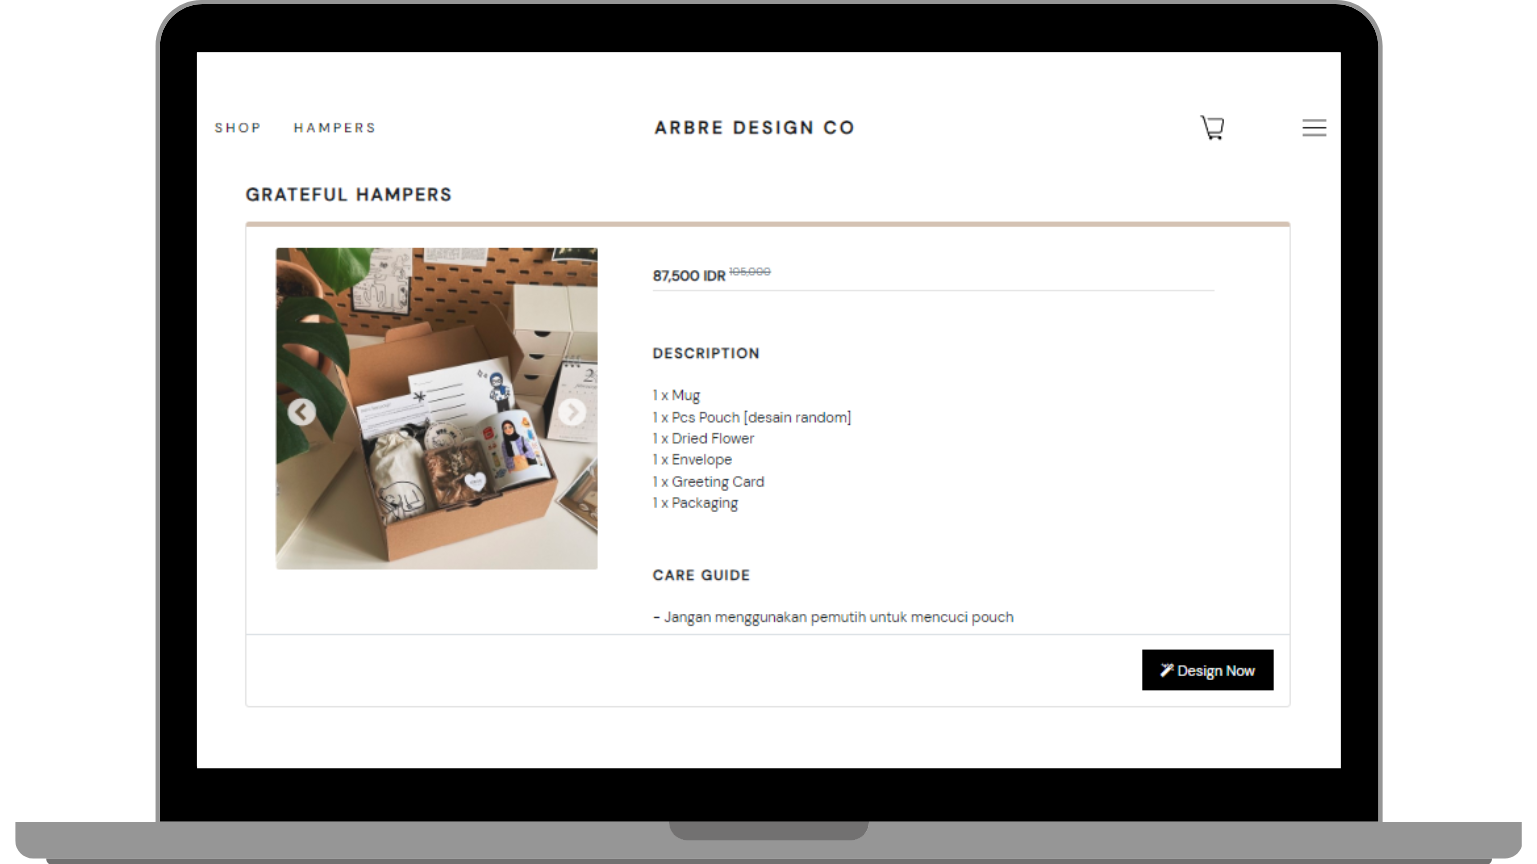 SHOP HAMPERS ARBRE DESIGN CO
GRATEFUL HAMPERS
87,500 IDR 105,000
DESCRIPTION
1 x Mug
1 x Pcs Pouch [desain random]
1 x Dried Flower
1 x Envelope
1 x Greeting Card
1 x Packaging
CARE GUIDE
- Jangan menggunakan pemutih untuk mencuci pouch
Design Now